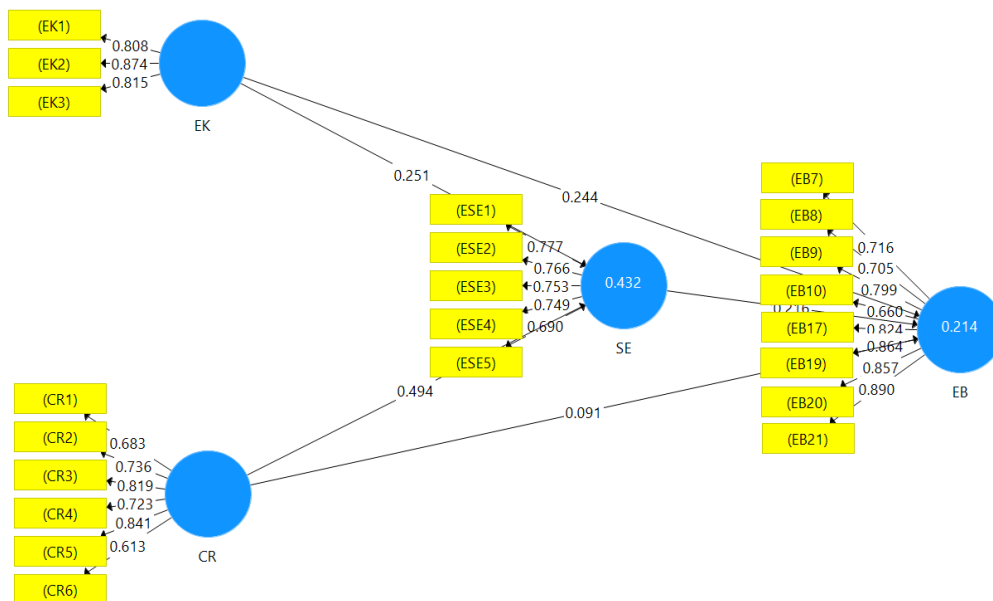 (EK1)
(EK2)
(EK3)
0.808
0.874
0.815
EK
0.251
0.244
(ESE1)
(ESE2)
(ESE3)
(ESE4)
(ESE5)
0.777
0.766
0.753
0.749
0.690
0.432
SE
0.216
(EB7)
(EB8)
(EB9)
(EB10)
(EB17)
(EB19)
(EB20)
(EB21)
0.716
0.705
0.799
0.660
0.824
0.864
0.857
0.890
0.214
EB
0.494
0.091
(CR1)
(CR2)
(CR3)
(CR4)
(CR5)
(CR6)
0.683
0.736
0.819
0.723
0.841
0.613
CR